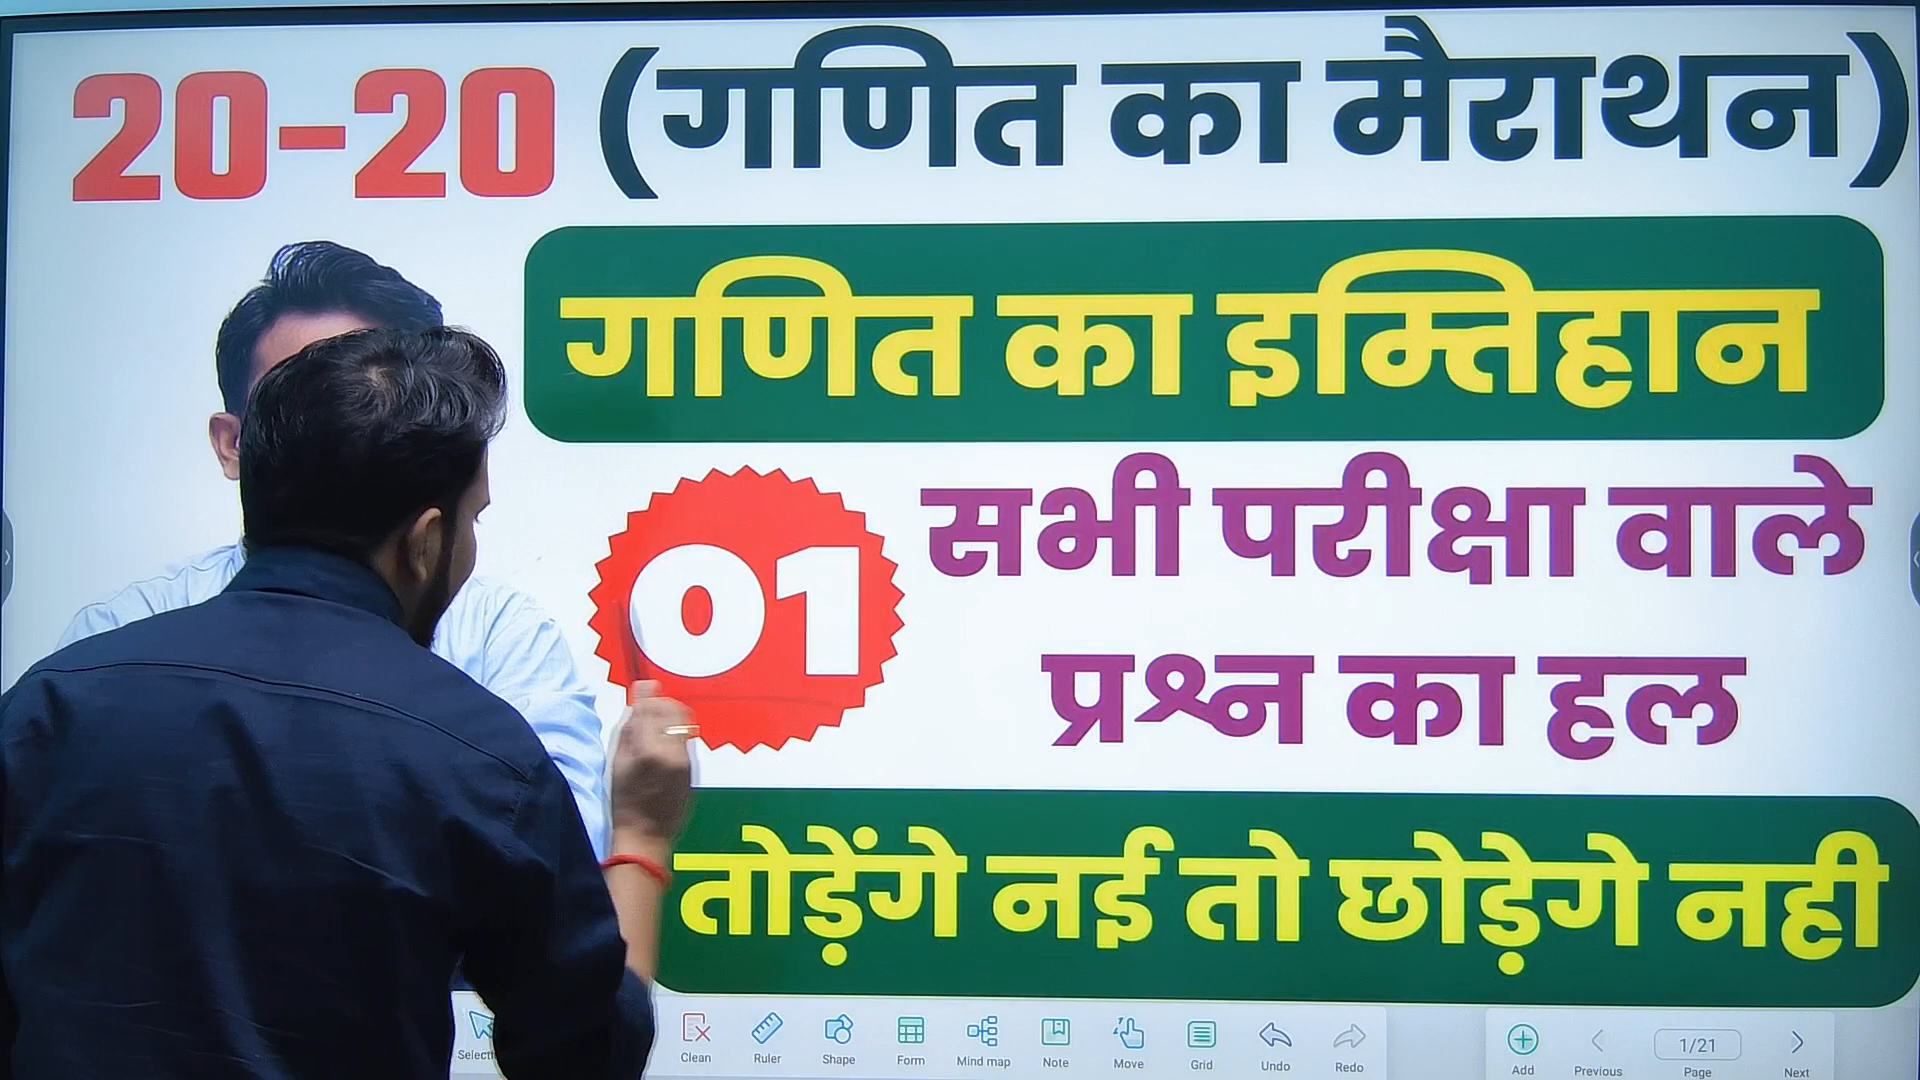 20-20 (गणित का मैराथन)
गणित का इम्तिहान
01
सभी परीक्षा वाले
प्रश्न का हल
तोड़ेंगे नई तो छोड़ेगे नही
Clean
Ruler
Shape
Form
Mind map
Note
Move
Grid
Undo
Redo
Add
Previous
1/21
Page
Next